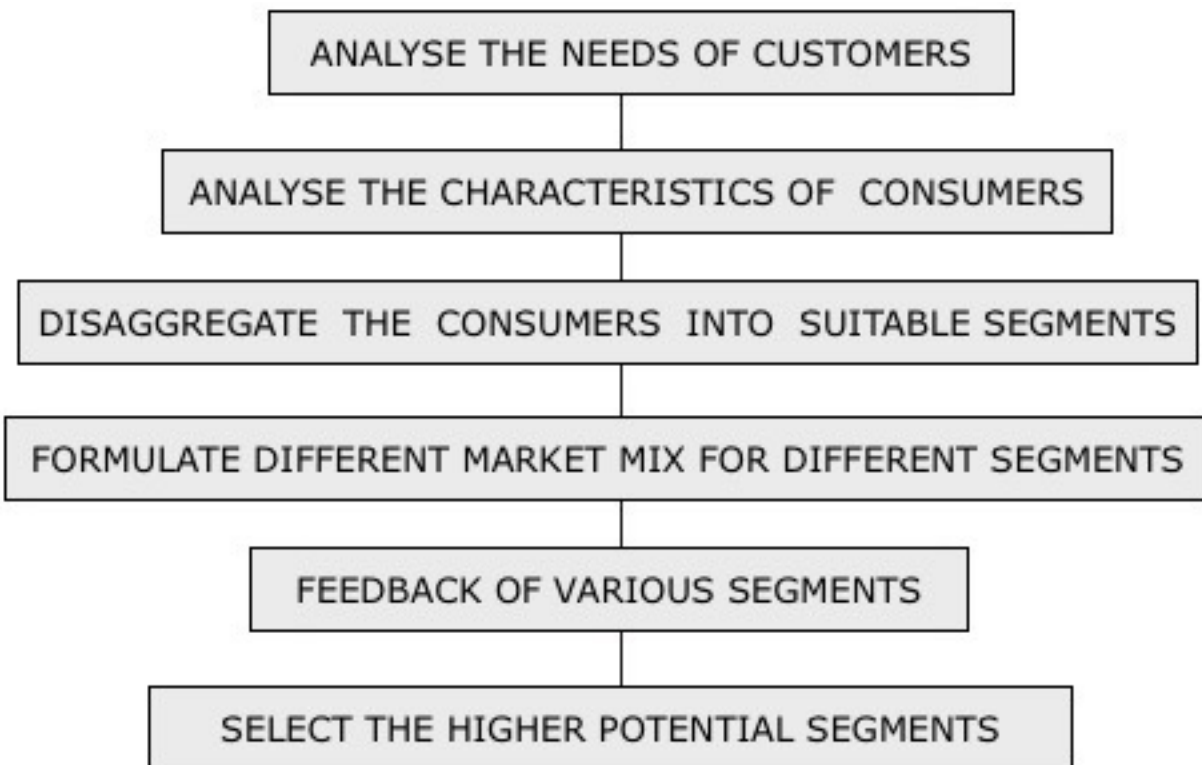 ANALYSE THE NEEDS OF CUSTOMERS
ANALYSE THE CHARACTERISTICS OF CONSUMERS
DISAGGREGATE THE CONSUMERS INTO SUITABLE SEGMENTS
FORMULATE DIFFERENT MARKET MIX FOR DIFFERENT SEGMENTS
FEEDBACK OF VARIOUS SEGMENTS
SELECT THE HIGHER POTENTIAL SEGMENTS